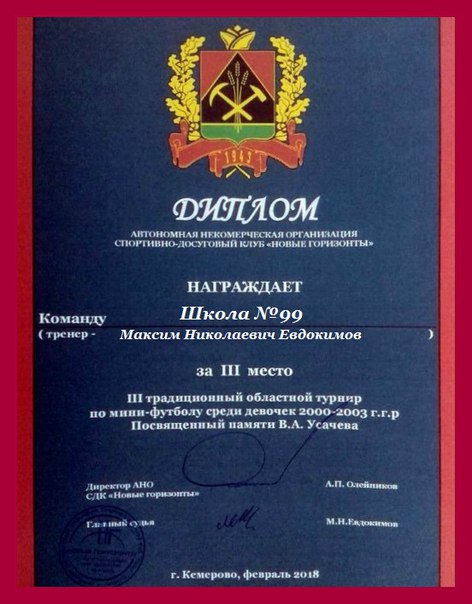 1943
ДИПЛОМ
АВТОНОМНАЯ НЕКОМЕРЧЕСКАЯ ОРГАНИЗАЦИЯ
СПОРТИВНО-ДОСУГОВЫЙ КЛУБ «НОВЫЕ ГОРИЗОНТЫ»
НАГРАЖДАЕТ
Команду Школа №99
( тренер - Максим Николаевич Евдокимов )
за III место
III традиционный областной турнир
по мини-футболу среди девочек 2000-2003 г.г.р
Посвященный памяти В.А. Усачева
Директор АНО А.П. Олейников
СДК «Новые горизонты»
Главный судья М.Н.Евдокимов
г. Кемерово, февраль 2018